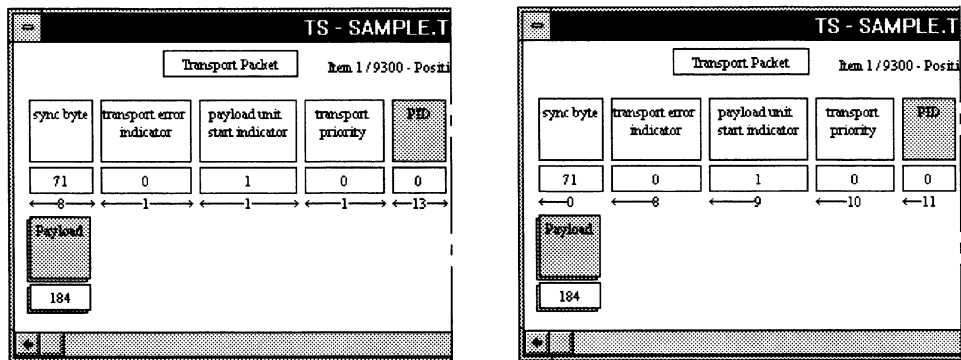 TS - SAMPLE.T
Transport Packet
Item 1 / 9300 - Positi
sync byte
transport error indicator
payload unit start indicator
transport priority
PID
71 0 1 0 0
8 1 1 1 13
Payload
184
TS - SAMPLE.T
Transport Packet
Item 1 / 9300 - Positi
sync byte
transport error indicator
payload unit start indicator
transport priority
PID
71 0 1 0 0
0 8 9 10 11
Payload
184